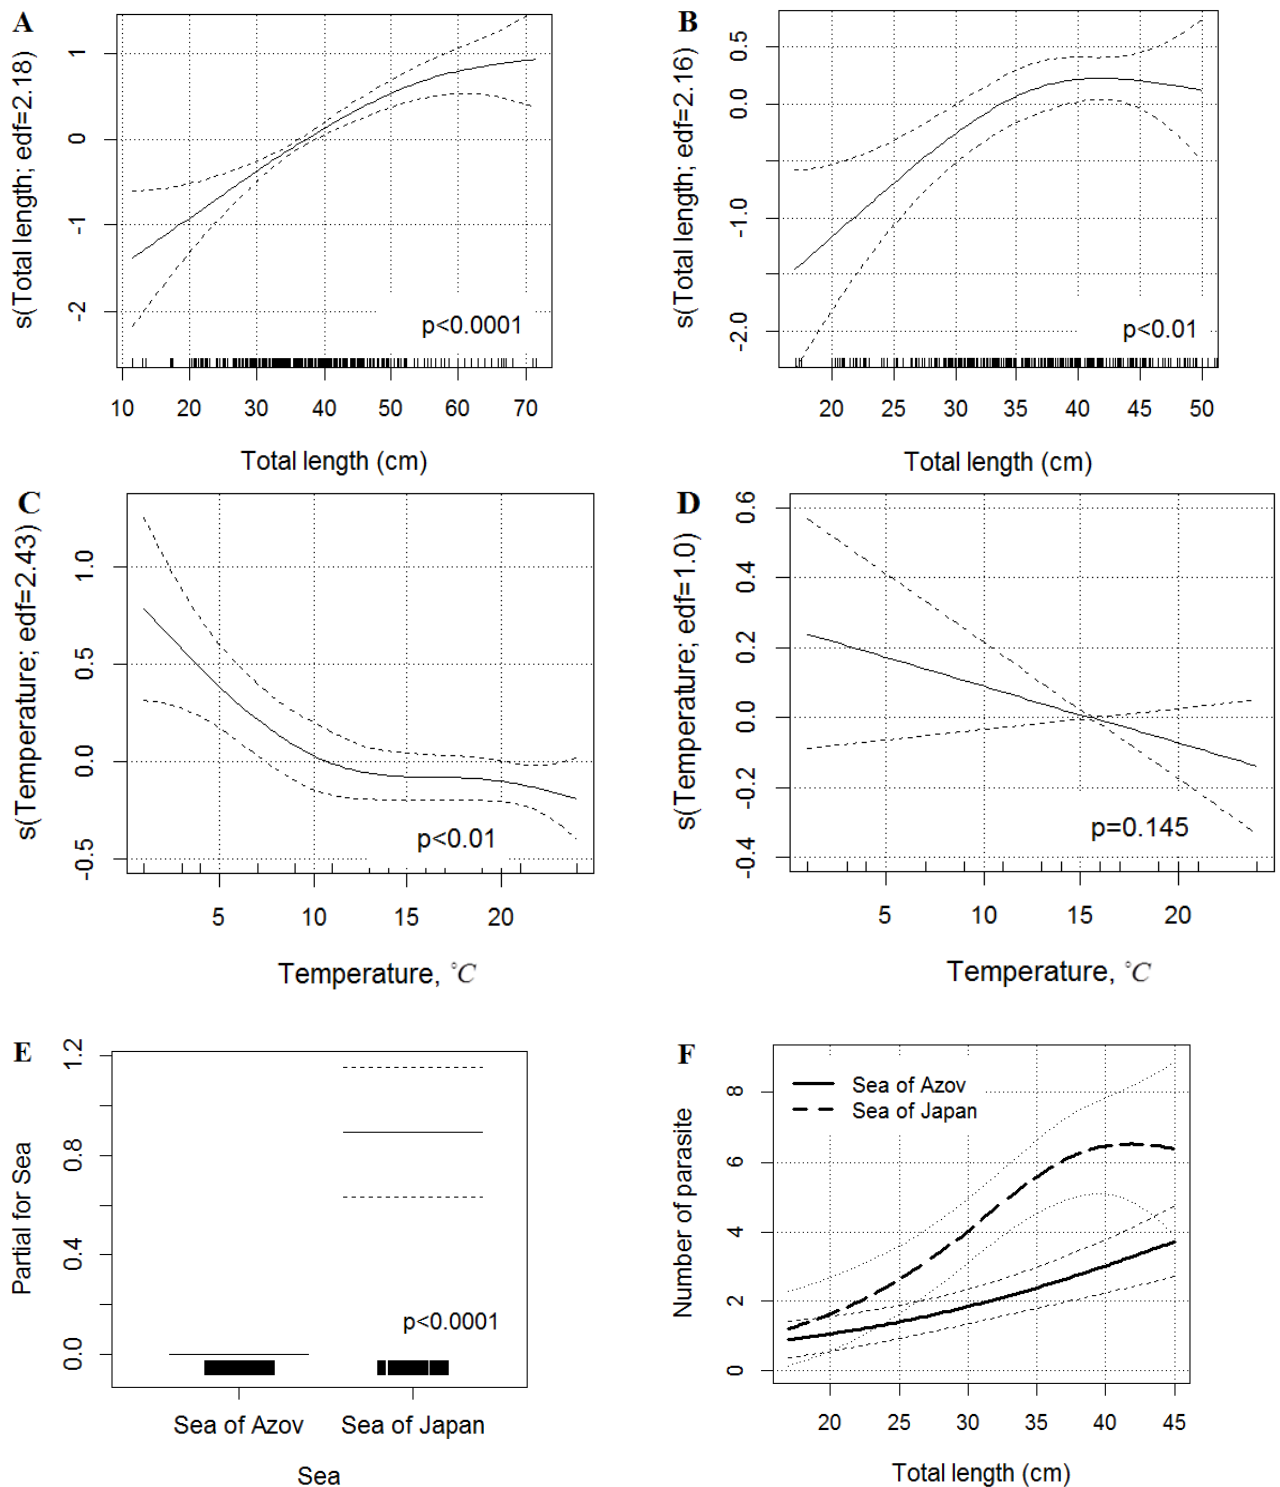 A
s(Total length; edf=2.18)
1
0
-1
-2
p<0.0001
10 20 30 40 50 60 70
Total length (cm)
B
s(Total length; edf=2.16)
0.5
0.0
-1.0
-2.0
p<0.01
20 25 30 35 40 45 50
Total length (cm)
C
s(Temperature; edf=2.43)
1.0
0.5
0.0
-0.5
p<0.01
5 10 15 20
Temperature, °C
D
s(Temperature; edf=1.0)
0.6
0.4
0.2
0.0
-0.2
-0.4
p=0.145
5 10 15 20
Temperature, °C
E
Partial for Sea
1.2
0.8
0.4
0.0
p<0.0001
Sea of Azov Sea of Japan
Sea
F
Number of parasite
8
6
4
2
0
Sea of Azov
Sea of Japan
20 25 30 35 40 45
Total length (cm)